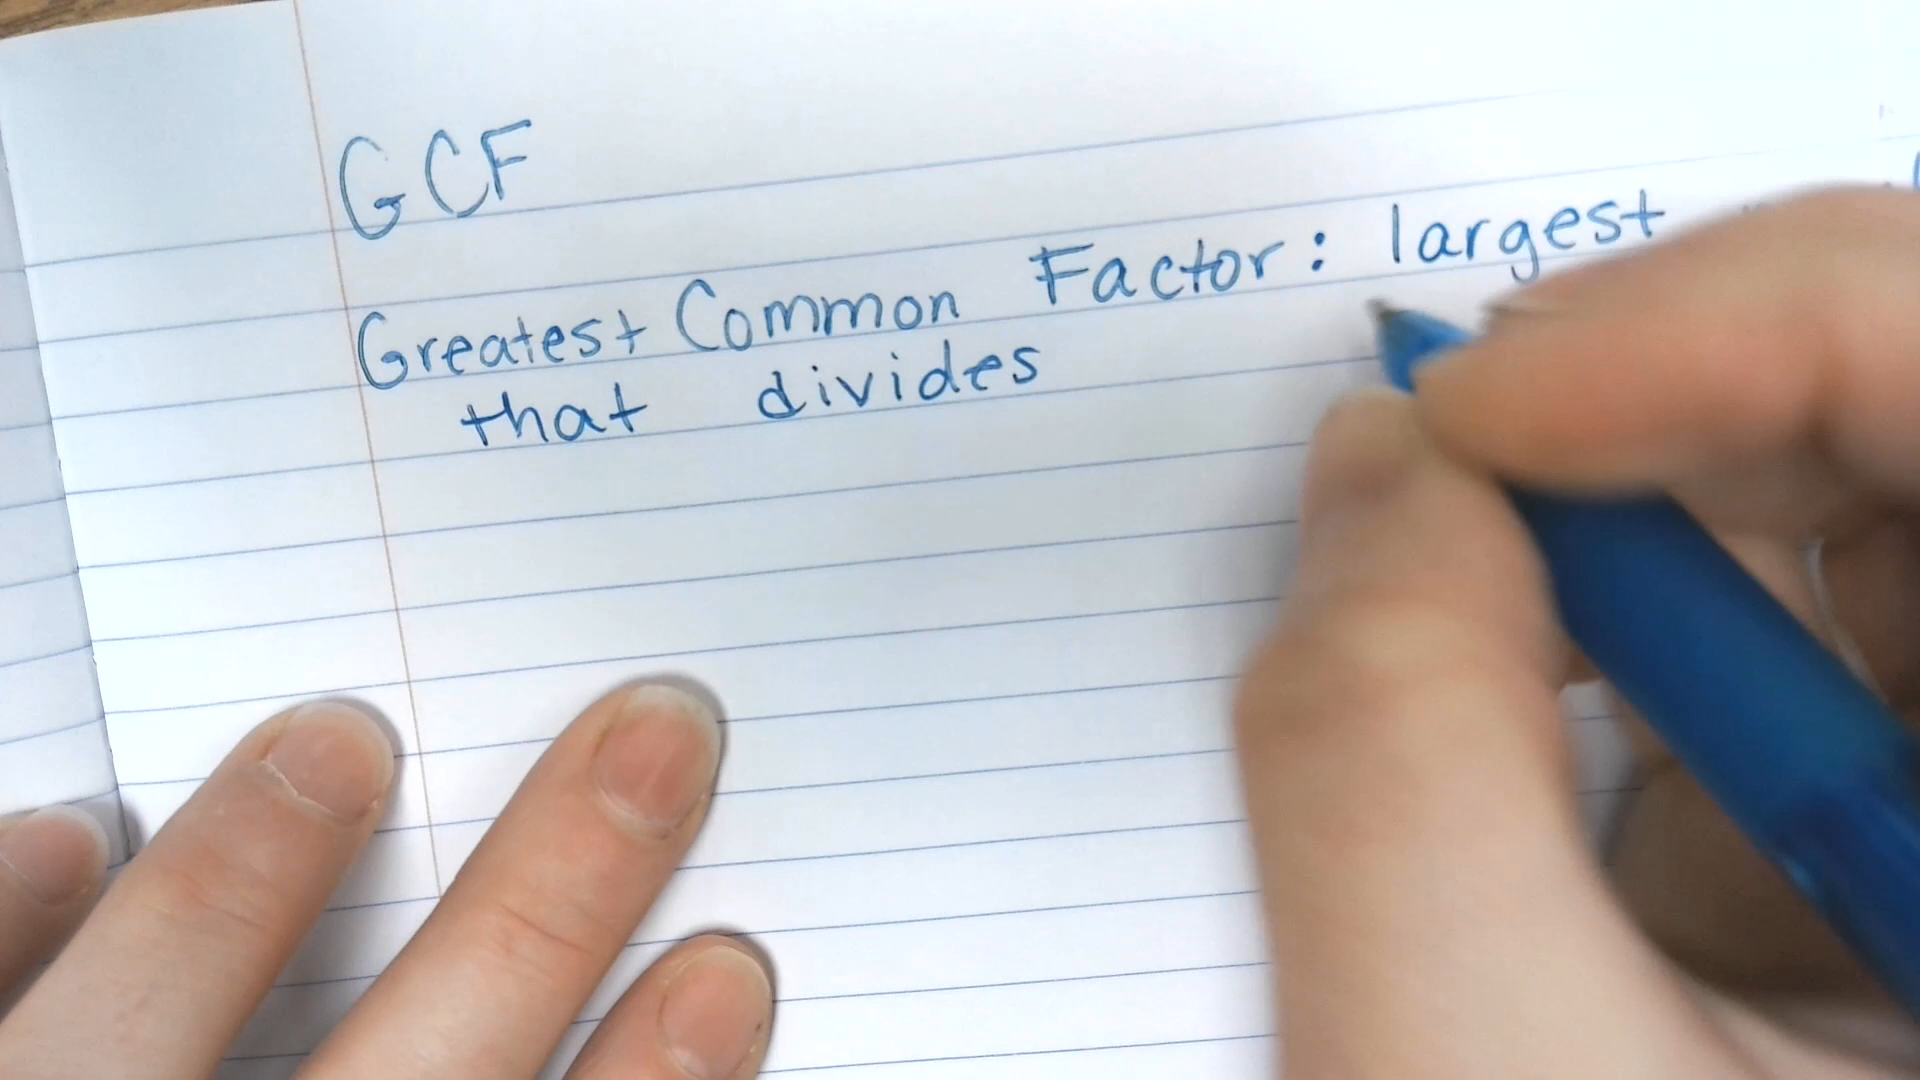 GCF
Greatest Common Factor: largest
that divides